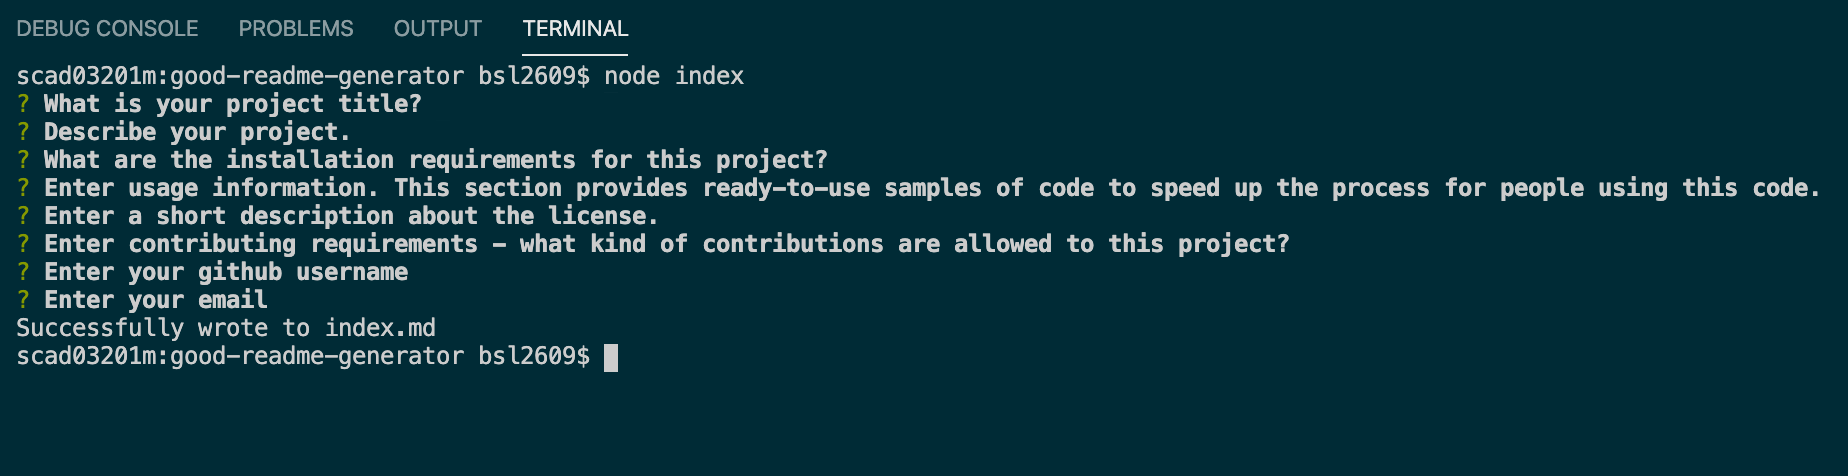 DEBUG CONSOLE PROBLEMS OUTPUT TERMINAL
scad03201m:good-readme-generator bsl2609$ node index
? What is your project title?
? Describe your project.
? What are the installation requirements for this project?
? Enter usage information. This section provides ready-to-use samples of code to speed up the process for people using this code.
? Enter a short description about the license.
? Enter contributing requirements - what kind of contributions are allowed to this project?
? Enter your github username
? Enter your email
Successfully wrote to index.md
scad03201m:good-readme-generator bsl2609$